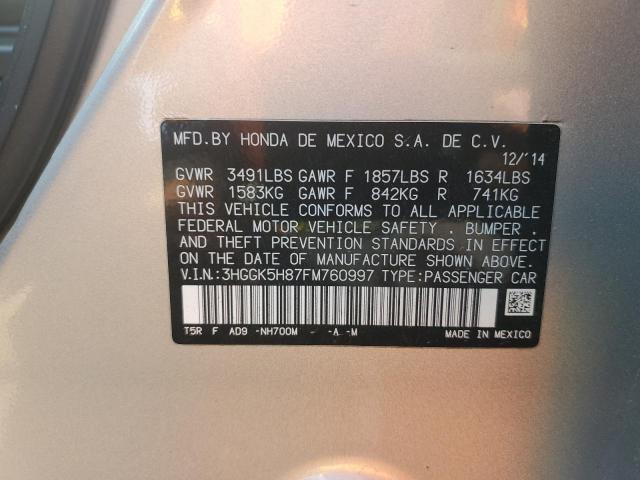 MFD.BY HONDA DE MEXICO S.A. DE C.V.
12/'14
GVWR 3491LBS GAWR F 1857LBS R 1634LBS
GVWR 1583KG GAWR F 842KG R 741KG
THIS VEHICLE CONFORMS TO ALL APPLICABLE
FEDERAL MOTOR VEHICLE SAFETY . BUMPER .
AND THEFT PREVENTION STANDARDS IN EFFECT
ON THE DATE OF MANUFACTURE SHOWN ABOVE.
V.I.N.:3HGGK5H87FM760997 TYPE:PASSENGER CAR
T5R F AD9 -NH700M - -A -M
MADE IN MEXICO